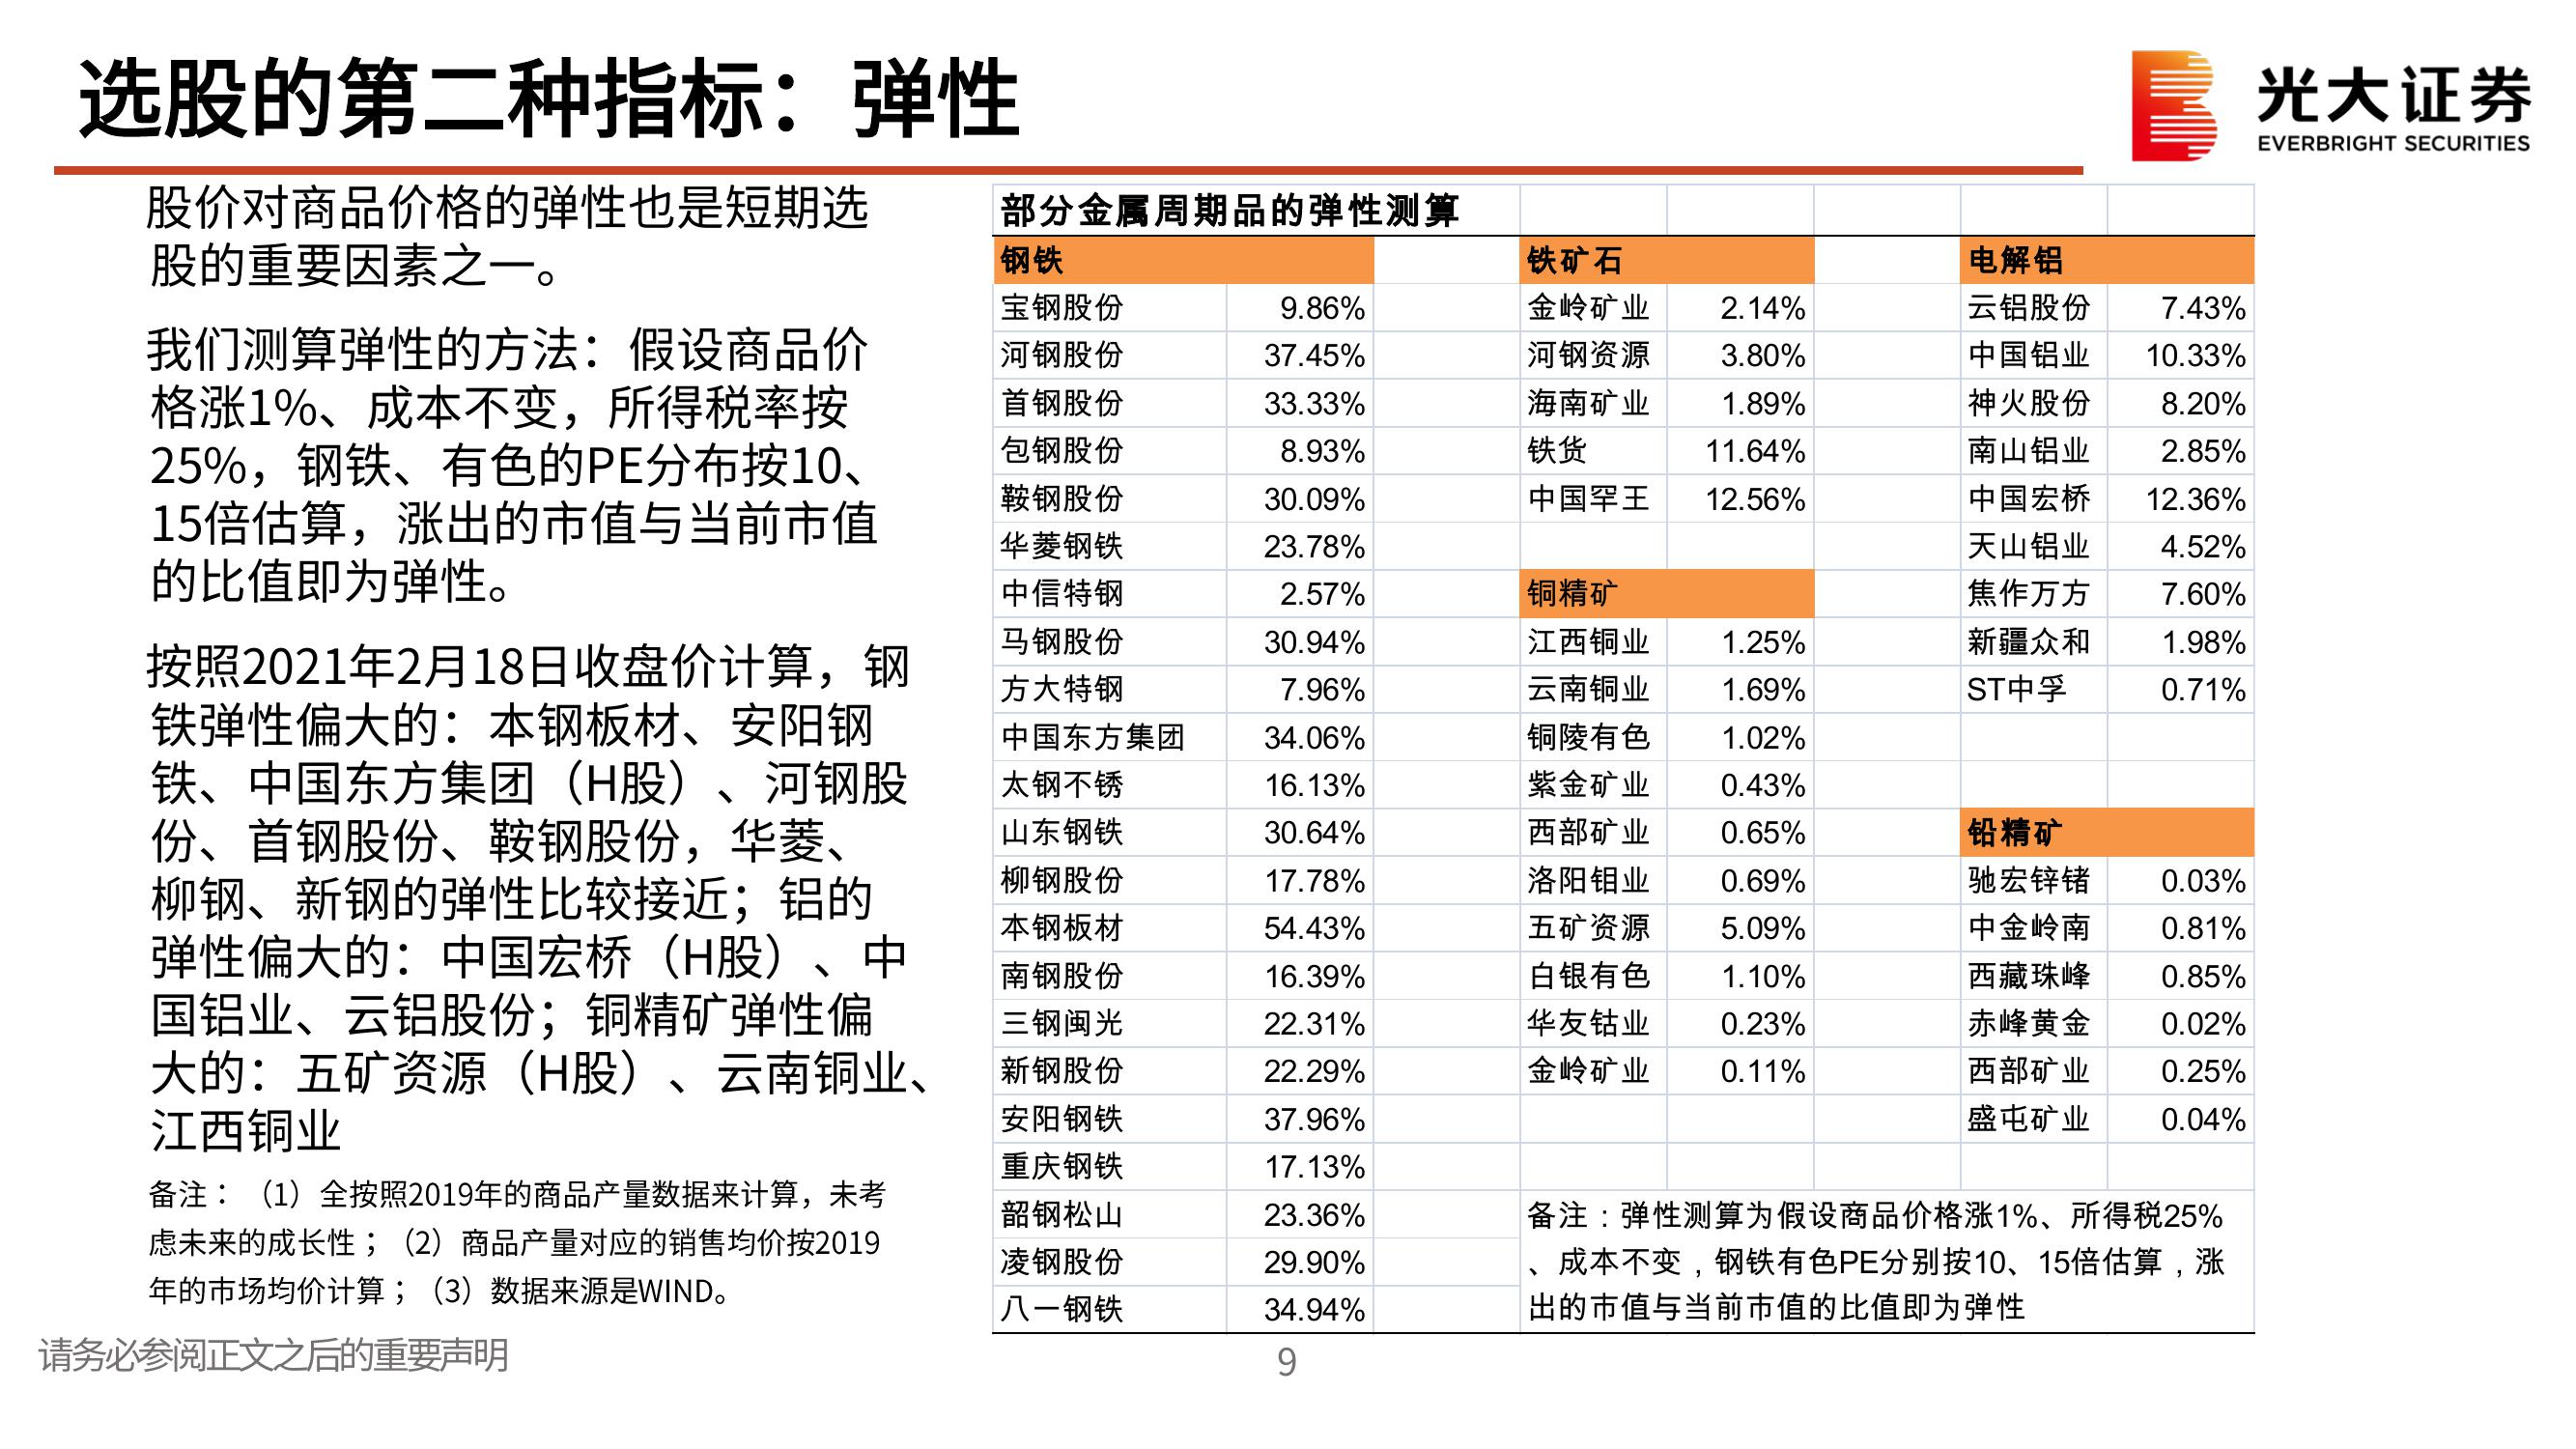 选股的第二种指标：弹性
光大证券
EVERBRIGHT SECURITIES
股价对商品价格的弹性也是短期选
股的重要因素之一。
我们测算弹性的方法：假设商品价
格涨1%、成本不变，所得税率按
25%，钢铁、有色的PE分布按10、
15倍估算，涨出的市值与当前市值
的比值即为弹性。
按照2021年2月18日收盘价计算，钢
铁弹性偏大的：本钢板材、安阳钢
铁、中国东方集团（H股）、河钢股
份、首钢股份、鞍钢股份，华菱、
柳钢、新钢的弹性比较接近；铝的
弹性偏大的：中国宏桥（H股）、中
国铝业、云铝股份；铜精矿弹性偏
大的：五矿资源（H股）、云南铜业、
江西铜业
备注：（1）全按照2019年的商品产量数据来计算，未考
虑未来的成长性；（2）商品产量对应的销售均价按2019
年的市场均价计算；（3）数据来源是WIND。
部分金属周期品的弹性测算
钢铁 铁矿石 电解铝
宝钢股份 9.86% 金岭矿业 2.14% 云铝股份 7.43%
河钢股份 37.45% 河钢资源 3.80% 中国铝业 10.33%
首钢股份 33.33% 海南矿业 1.89% 神火股份 8.20%
包钢股份 8.93% 铁货 11.64% 南山铝业 2.85%
鞍钢股份 30.09% 中国罕王 12.56% 中国宏桥 12.36%
华菱钢铁 23.78% 天山铝业 4.52%
中信特钢 2.57% 铜精矿 焦作万方 7.60%
马钢股份 30.94% 江西铜业 1.25% 新疆众和 1.98%
方大特钢 7.96% 云南铜业 1.69% ST中孚 0.71%
中国东方集团 34.06% 铜陵有色 1.02%
太钢不锈 16.13% 紫金矿业 0.43%
山东钢铁 30.64% 西部矿业 0.65% 铅精矿
柳钢股份 17.78% 洛阳钼业 0.69% 驰宏锌锗 0.03%
本钢板材 54.43% 五矿资源 5.09% 中金岭南 0.81%
南钢股份 16.39% 白银有色 1.10% 西藏珠峰 0.85%
三钢闽光 22.31% 华友钴业 0.23% 赤峰黄金 0.02%
新钢股份 22.29% 金岭矿业 0.11% 西部矿业 0.25%
安阳钢铁 37.96% 盛屯矿业 0.04%
重庆钢铁 17.13%
韶钢松山 23.36%
凌钢股份 29.90%
八一钢铁 34.94%
备注：弹性测算为假设商品价格涨1%、所得税25%
、成本不变，钢铁有色PE分别按10、15倍估算，涨
出的市值与当前市值的比值即为弹性
请务必参阅正文之后的重要声明
9